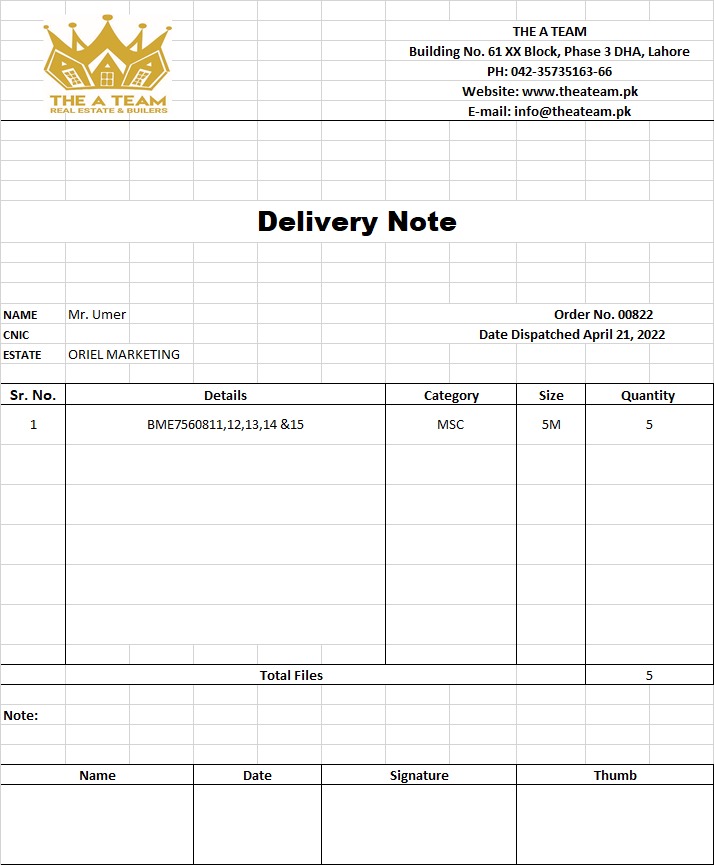 THE A TEAM
REAL ESTATE & BUILERS
THE A TEAM
Building No. 61 XX Block, Phase 3 DHA, Lahore
PH: 042-35735163-66
Website: www.theateam.pk
E-mail: info@theateam.pk
Delivery Note
NAME Mr. Umer Order No. 00822
CNIC Date Dispatched April 21, 2022
ESTATE ORIEL MARKETING
Sr. No. Details Category Size Quantity
1 BME7560811,12,13,14 &15 MSC 5M 5
Total Files 5
Note:
Name Date Signature Thumb